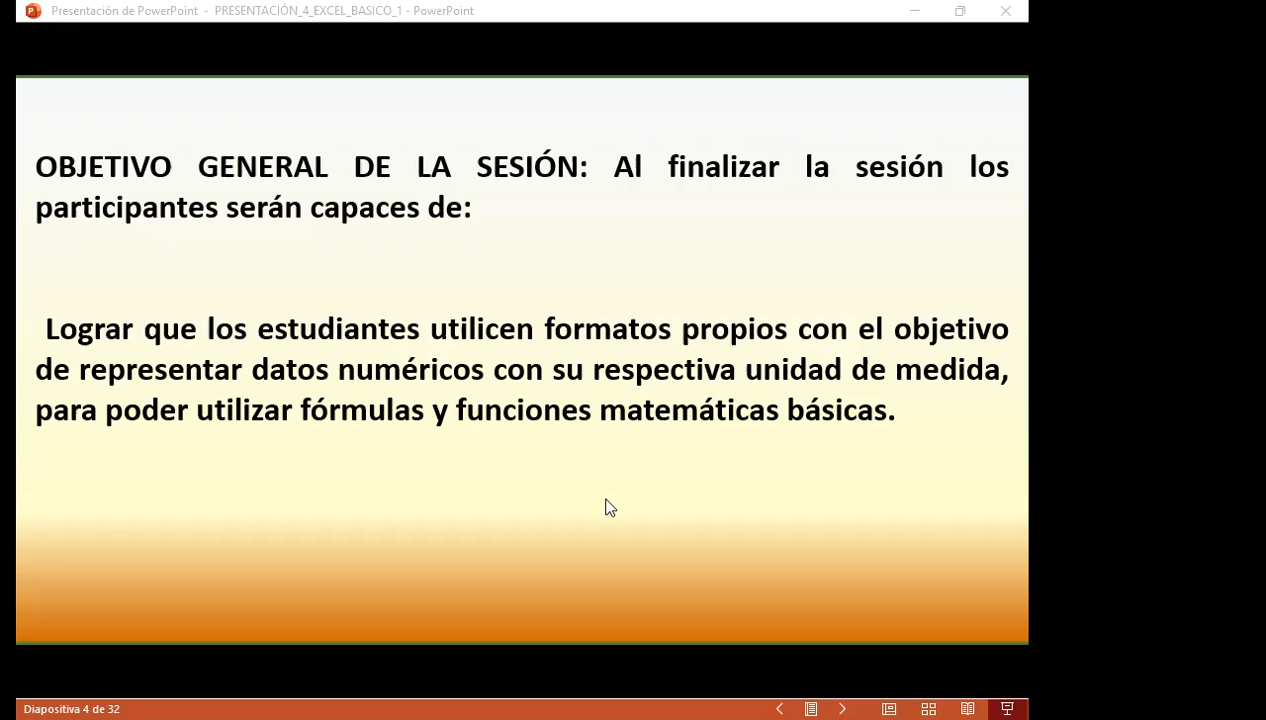 Presentación de PowerPoint - PRESENTACIÓN_4_EXCEL_BASICO_1 - PowerPoint
OBJETIVO GENERAL DE LA SESIÓN: Al finalizar la sesión los
participantes serán capaces de:
Lograr que los estudiantes utilicen formatos propios con el objetivo
de representar datos numéricos con su respectiva unidad de medida,
para poder utilizar fórmulas y funciones matemáticas básicas.
Diapositiva 4 de 32